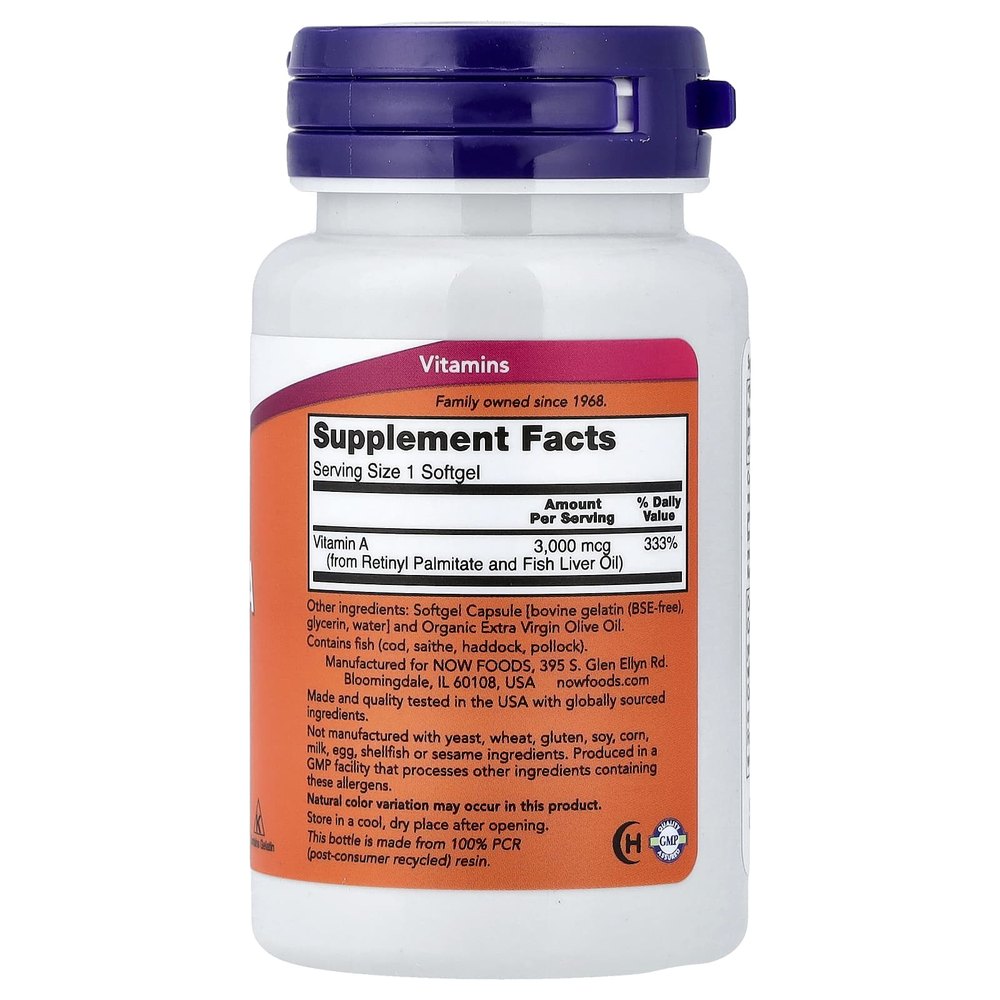 Vitamins
Family owned since 1968.
Supplement Facts
Serving Size 1 Softgel
Amount Per Serving
% Daily Value
Vitamin A 3,000 mcg 333%
(from Retinyl Palmitate and Fish Liver Oil)
Other ingredients: Softgel Capsule [bovine gelatin (BSE-free),
glycerin, water] and Organic Extra Virgin Olive Oil.
Contains fish (cod, saithe, haddock, pollock).
Manufactured for NOW FOODS, 395 S. Glen Ellyn Rd.
Bloomingdale, IL 60108, USA nowfoods.com
Made and quality tested in the USA with globally sourced
ingredients.
Not manufactured with yeast, wheat, gluten, soy, corn,
milk, egg, shellfish or sesame ingredients. Produced in a
GMP facility that processes other ingredients containing
these allergens.
Natural color variation may occur in this product.
Store in a cool, dry place after opening.
This bottle is made from 100% PCR
(post-consumer recycled) resin.
A
K
Gelatin
H
QUALITY
GMP
ASSURED